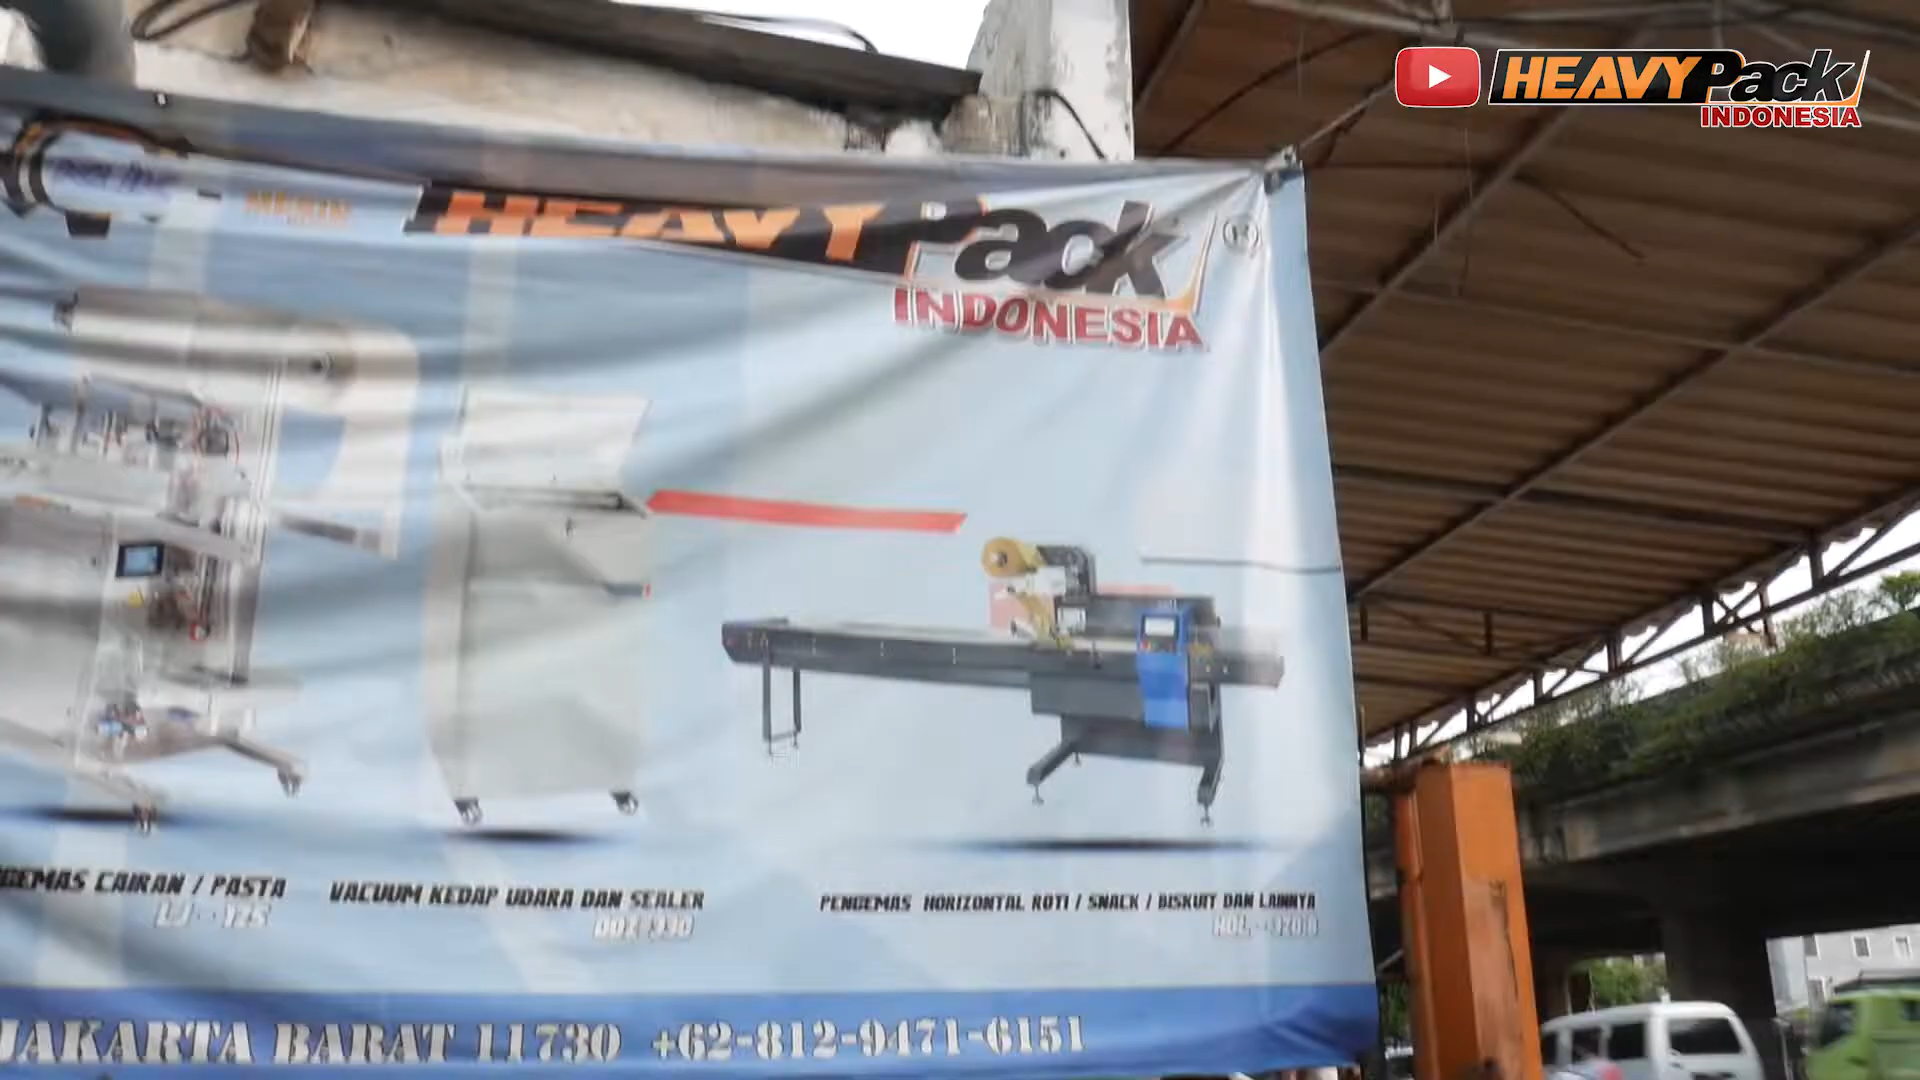 HEAVYPack
INDONESIA
HEAVYPack ®
INDONESIA
GEMAS CAIRAN / PASTA
VACUUM KEDAP UDARA DAN SEALER
PENGEMAS HORIZONTAL ROTI / SNACK / BISKUIT DAN LAINNYA
JAKARTA BARAT 11730 +62-812-9471-6151